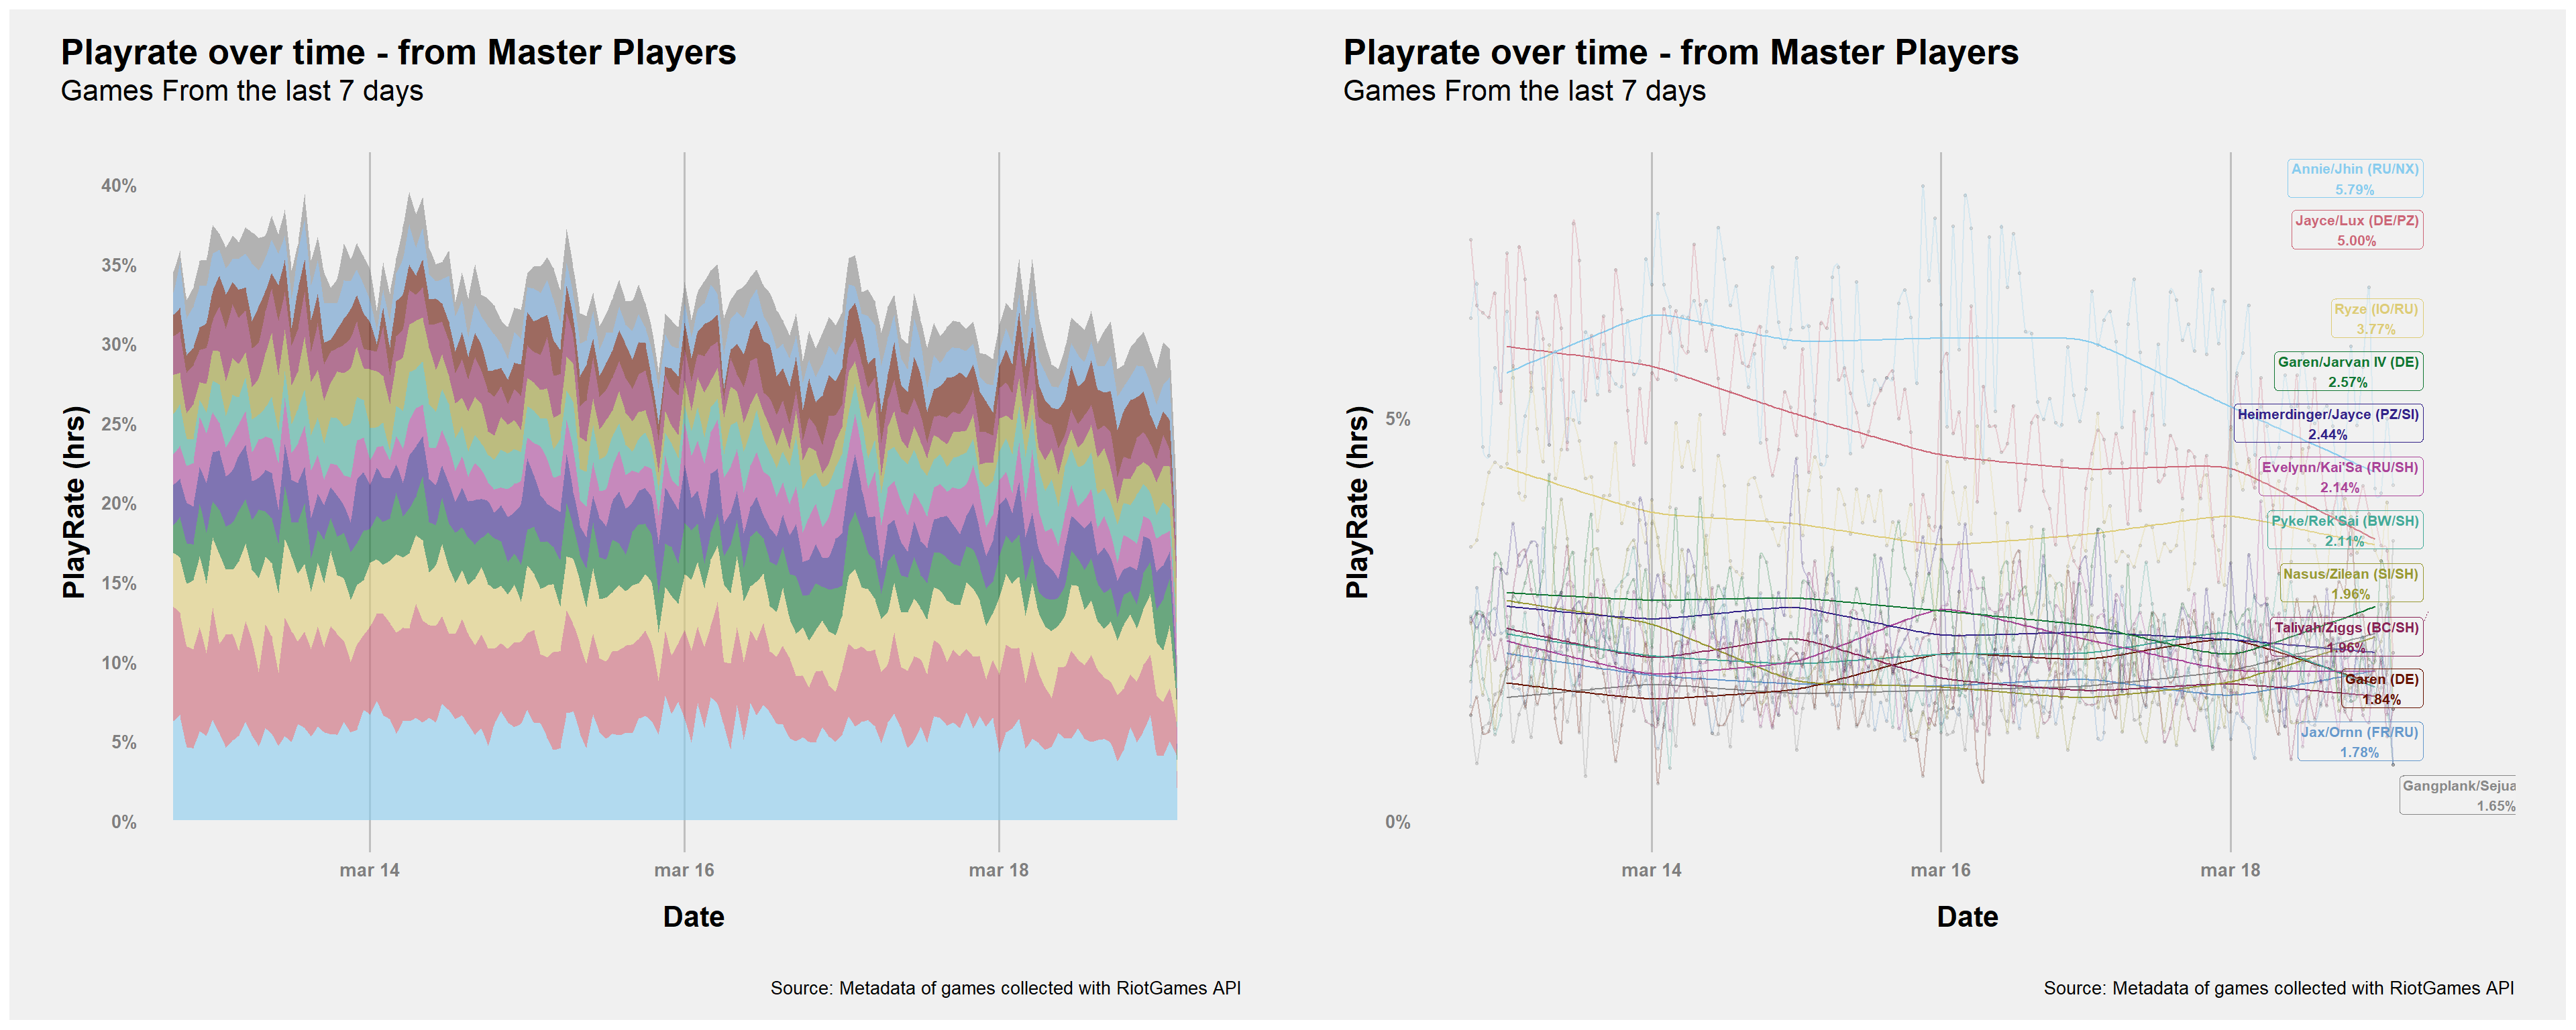 Playrate over time - from Master Players
Games From the last 7 days
PlayRate (hrs)
40%
35%
30%
25%
20%
15%
10%
5%
0%
mar 14
mar 16
mar 18
Date
Source: Metadata of games collected with RiotGames API
Playrate over time - from Master Players
Games From the last 7 days
PlayRate (hrs)
5%
0%
Annie/Jhin (RU/NX)
5.79%
Jayce/Lux (DE/PZ)
5.00%
Ryze (IO/RU)
3.77%
Garen/Jarvan IV (DE)
2.57%
Heimerdinger/Jayce (PZ/SI)
2.44%
Evelynn/Kai'Sa (RU/SH)
2.14%
Pyke/Rek'Sai (BW/SH)
2.11%
Nasus/Zilean (SI/SH)
1.96%
Taliyah/Ziggs (BC/SH)
1.96%
Garen (DE)
1.84%
Jax/Ornn (FR/RU)
1.78%
Gangplank/Sejua
1.65%
mar 14
mar 16
mar 18
Date
Source: Metadata of games collected with RiotGames API